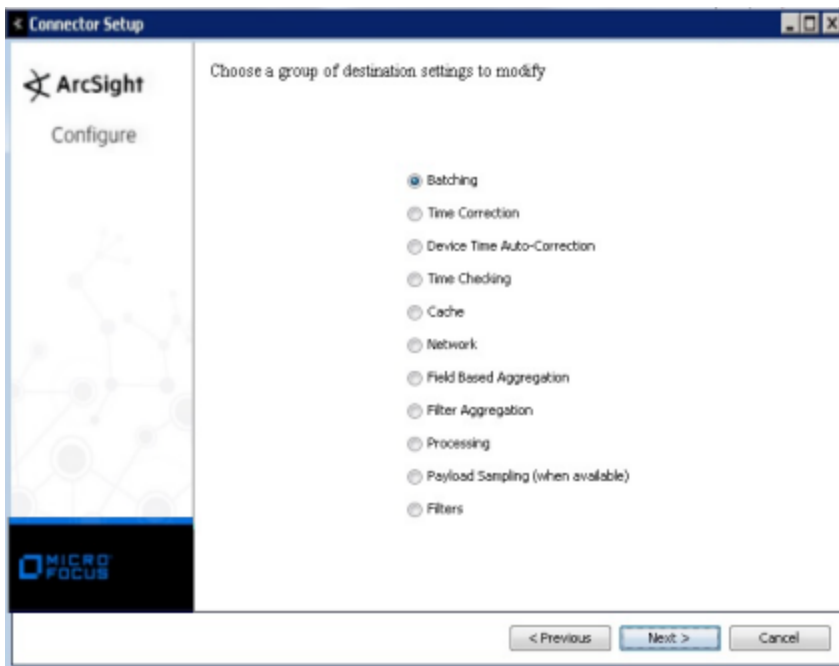 Connector Setup
ArcSight
Configure
Choose a group of destination settings to modify
Batching
Time Correction
Device Time Auto-Correction
Time Checking
Cache
Network
Field Based Aggregation
Filter Aggregation
Processing
Payload Sampling (when available)
Filters
MICRO
FOCUS
< Previous
Next >
Cancel